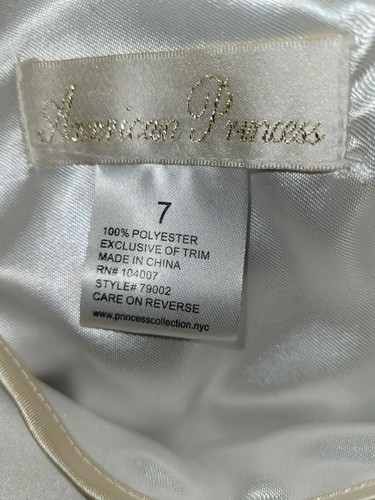 American Princess
7
100% POLYESTER
EXCLUSIVE OF TRIM
MADE IN CHINA
RN# 104007
STYLE# 79002
CARE ON REVERSE
www.princesscollection.nyc